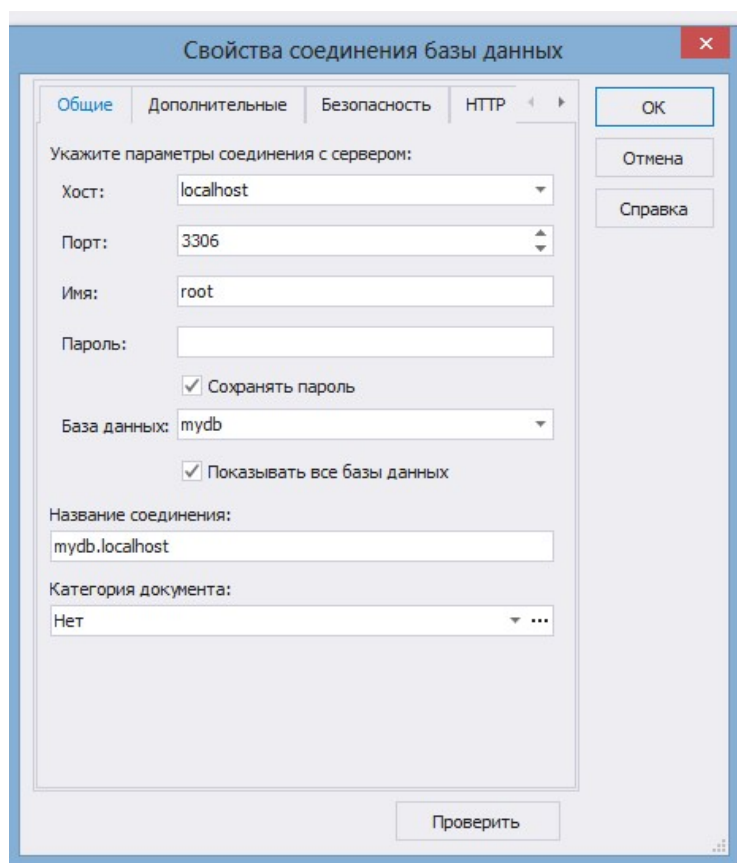 Свойства соединения базы данных
Общие Дополнительные Безопасность HTTP
OK
Укажите параметры соединения с сервером:
Отмена
Хост: localhost
Справка
Порт: 3306
Имя: root
Пароль:
Сохранять пароль
База данных: mydb
Показывать все базы данных
Название соединения:
mydb.localhost
Категория документа:
Нет ...
Проверить